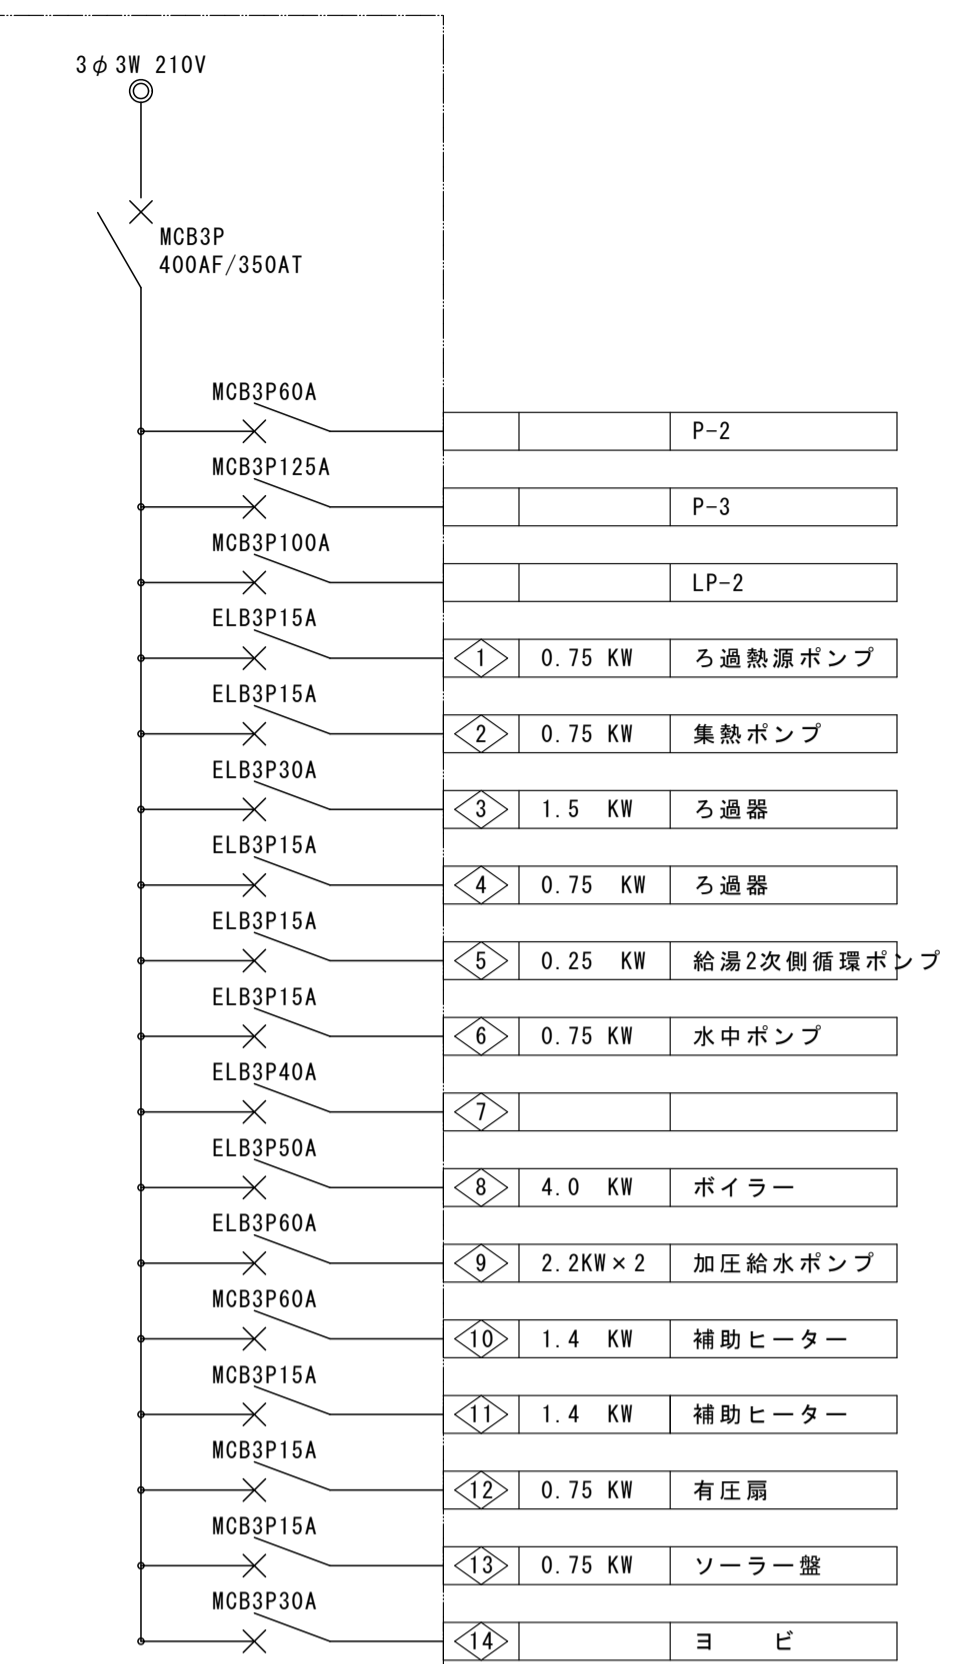 3φ3W 210V
MCB3P
400AF/350AT
MCB3P60A
P-2
MCB3P125A
P-3
MCB3P100A
LP-2
ELB3P15A
1 0.75 KW ろ過熱源ポンプ
ELB3P15A
2 0.75 KW 集熱ポンプ
ELB3P30A
3 1.5 KW ろ過器
ELB3P15A
4 0.75 KW ろ過器
ELB3P15A
5 0.25 KW 給湯2次側循環ポンプ
ELB3P15A
6 0.75 KW 水中ポンプ
ELB3P40A
7
ELB3P50A
8 4.0 KW ボイラー
ELB3P60A
9 2.2KW×2 加圧給水ポンプ
MCB3P60A
10 1.4 KW 補助ヒーター
MCB3P15A
11 1.4 KW 補助ヒーター
MCB3P15A
12 0.75 KW 有圧扇
MCB3P15A
13 0.75 KW ソーラー盤
MCB3P30A
14 ヨ ビ